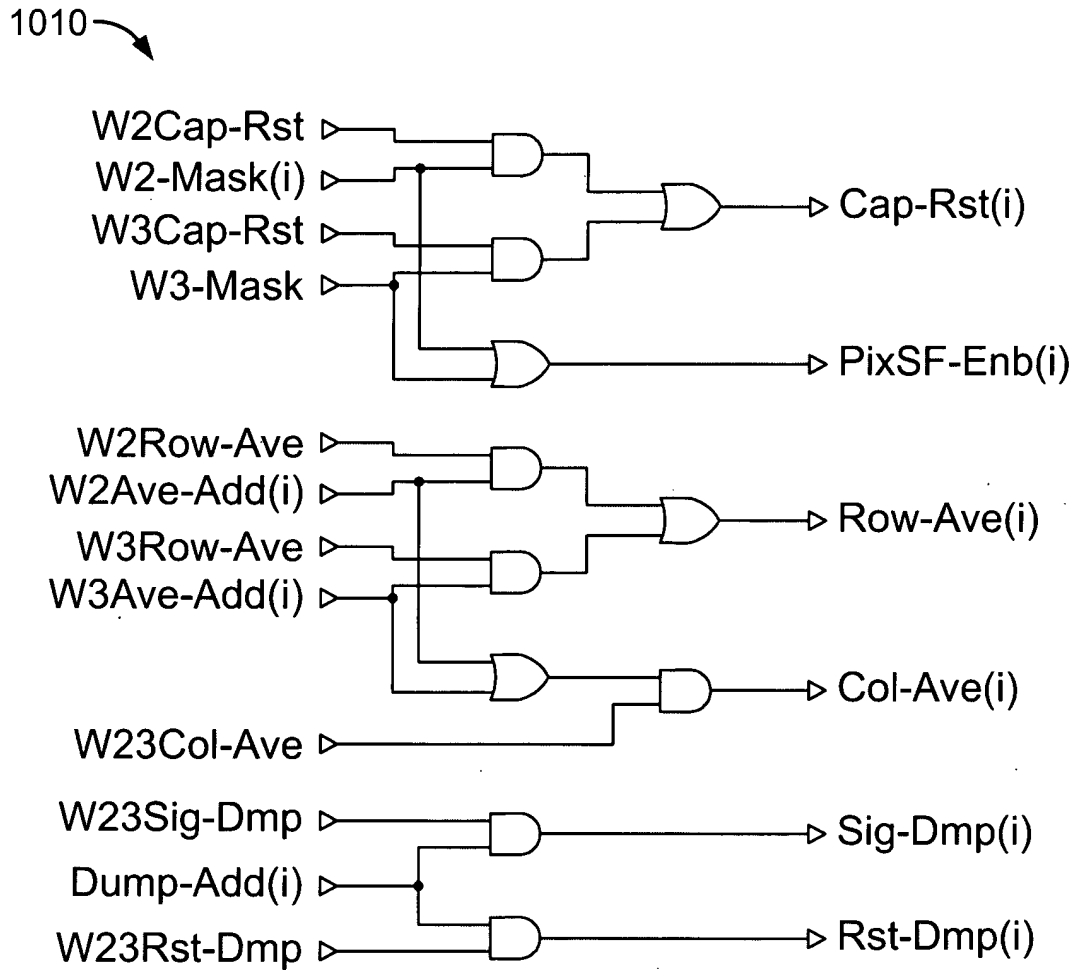 1010
W2Cap-Rst
W2-Mask(i)
W3Cap-Rst
W3-Mask
Cap-Rst(i)
PixSF-Enb(i)
W2Row-Ave
W2Ave-Add(i)
W3Row-Ave
W3Ave-Add(i)
W23Col-Ave
Row-Ave(i)
Col-Ave(i)
W23Sig-Dmp
Dump-Add(i)
W23Rst-Dmp
Sig-Dmp(i)
Rst-Dmp(i)